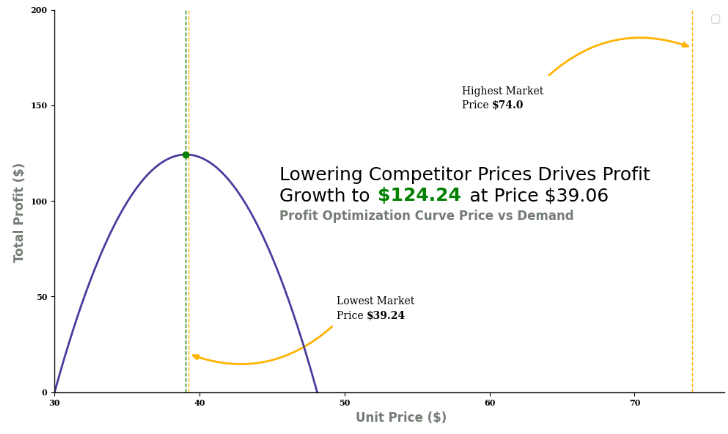 200
150
100
50
0
Total Profit ($)
Highest Market
Price $74.0
Lowering Competitor Prices Drives Profit
Growth to $124.24 at Price $39.06
Profit Optimization Curve Price vs Demand
Lowest Market
Price $39.24
30 40 50 60 70
Unit Price ($)